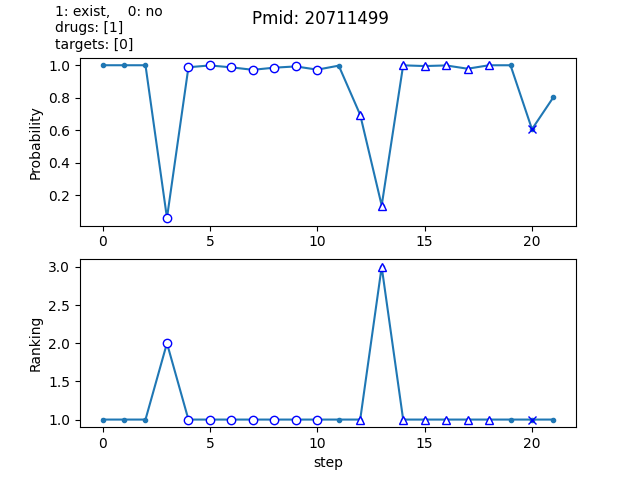 1: exist,    0: no
drugs: [1]
targets: [0]
Pmid: 20711499
1.0
0.8
0.6
0.4
0.2
Probability
0 5 10 15 20
3.0
2.5
2.0
1.5
1.0
Ranking
0 5 10 15 20
step